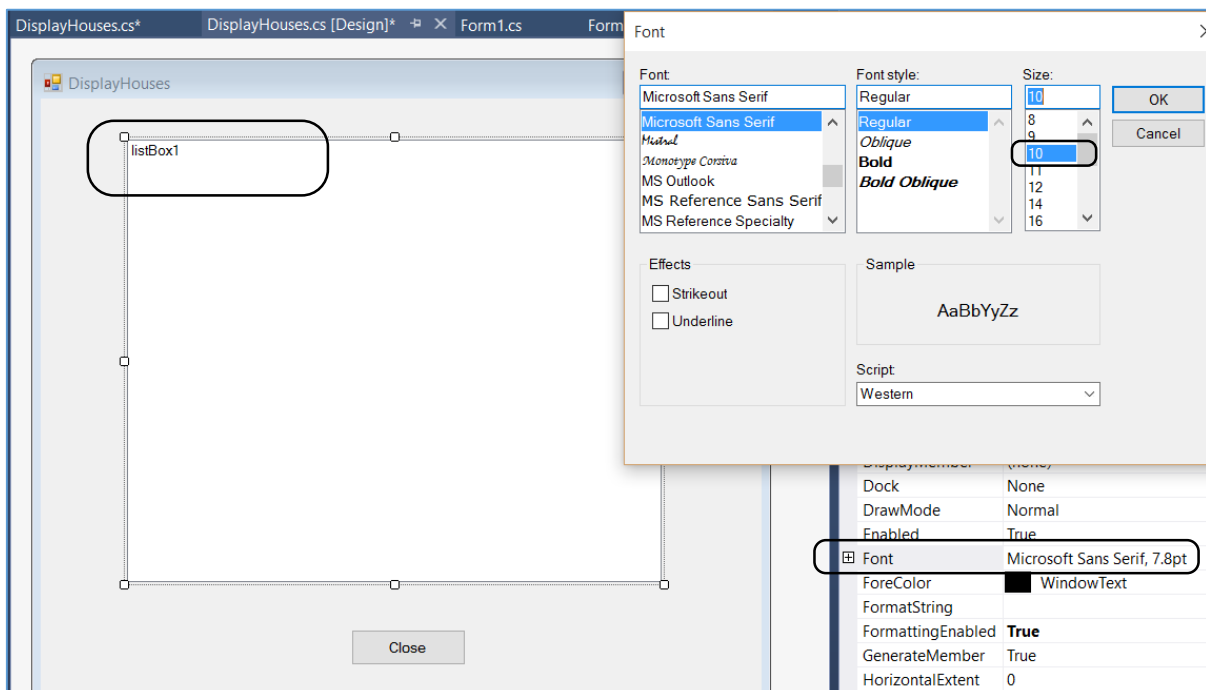 DisplayHouses.cs*
DisplayHouses.cs [Design]*
Form1.cs
Form
DisplayHouses
listBox1
Close
Font
Font:
Microsoft Sans Serif
Microsoft Sans Serif
Mistral
Monotype Corsiva
MS Outlook
MS Reference Sans Serif
MS Reference Specialty
Font style:
Regular
Regular
Oblique
Bold
Bold Oblique
Size:
10
8
9
10
11
12
14
16
OK
Cancel
Effects
Strikeout
Underline
Sample
AaBbYyZz
Script:
Western
DisplayMember (none)
Dock None
DrawMode Normal
Enabled True
Font Microsoft Sans Serif, 7.8pt
ForeColor WindowText
FormatString
FormattingEnabled True
GenerateMember True
HorizontalExtent 0